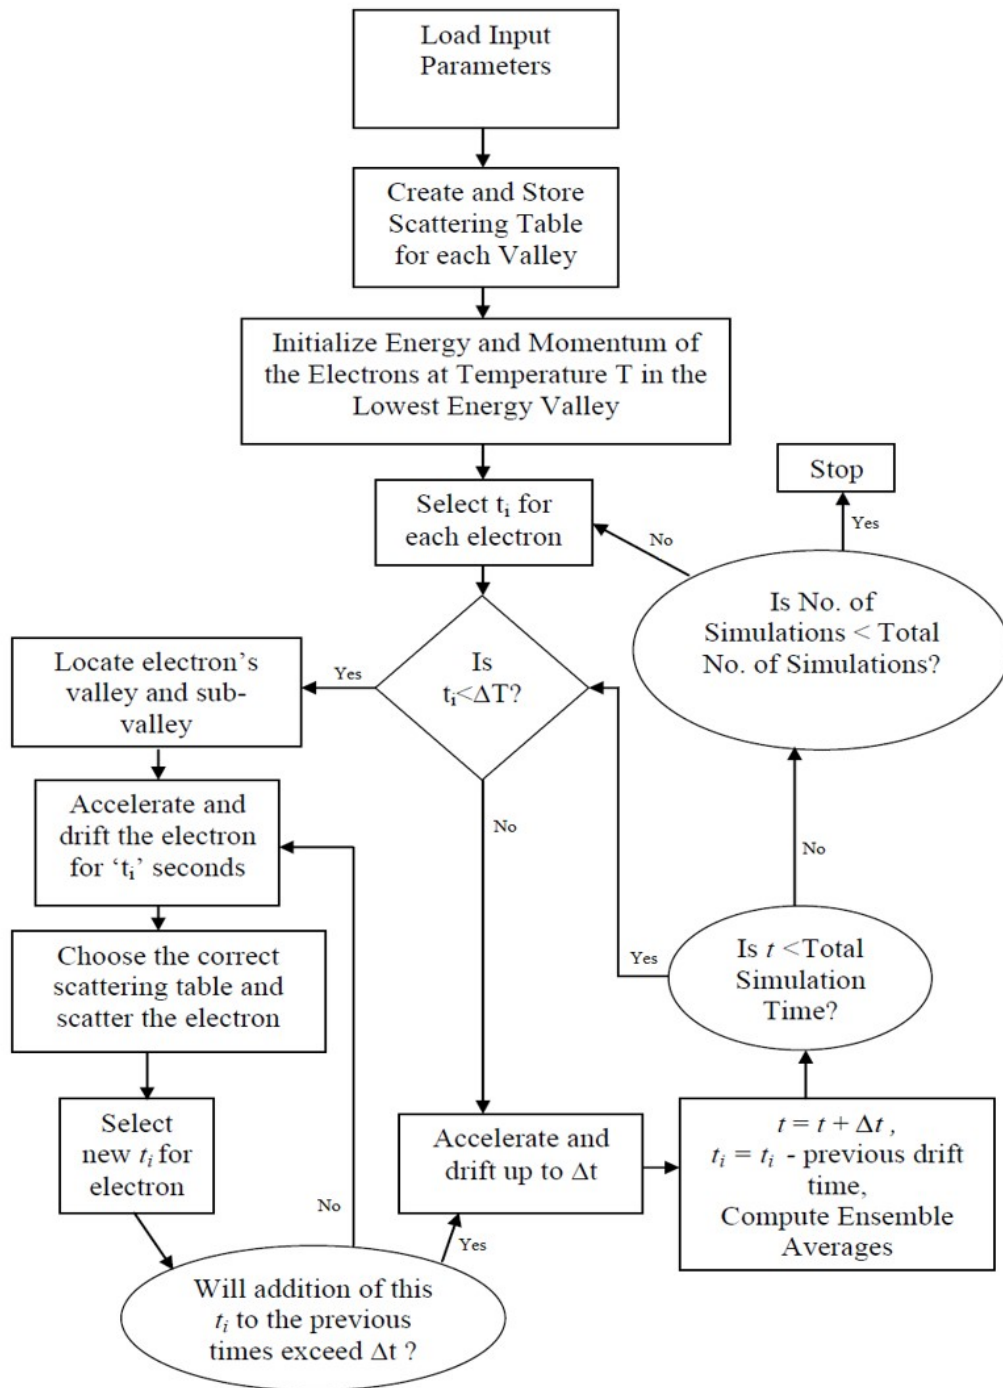 Load Input
Parameters
Create and Store
Scattering Table
for each Valley
Initialize Energy and Momentum of
the Electrons at Temperature T in the
Lowest Energy Valley
Stop
Select tᵢ for
each electron
No
Yes
Is No. of
Simulations < Total
No. of Simulations?
Is
tᵢ<ΔT?
Yes
Locate electron's
valley and sub-
valley
No
No
Accelerate and
drift the electron
for ‘tᵢ’ seconds
Choose the correct
scattering table and
scatter the electron
Yes
Is t <Total
Simulation
Time?
Select
new tᵢ for
electron
No
Accelerate and
drift up to Δt
t = t + Δt ,
tᵢ = tᵢ - previous drift
time,
Compute Ensemble
Averages
Yes
Will addition of this
tᵢ to the previous
times exceed Δt ?